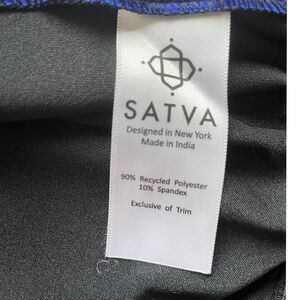 SATVA
Designed in New York
Made in India
90% Recycled Polyester
10% Spandex
Exclusive of Trim